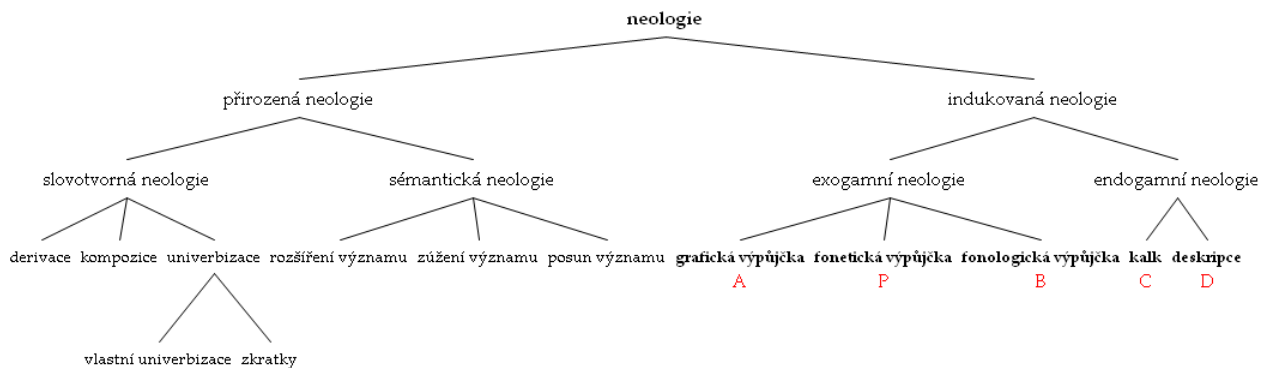 neologie
přirozená neologie indukovaná neologie
slovotvorná neologie sémantická neologie exogamní neologie endogamní neologie
derivace kompozice univerbizace rozšíření významu zúžení významu posun významu grafická výpůjčka fonetická výpůjčka fonologická výpůjčka kalk deskripce
A P B C D
vlastní univerbizace zkratky